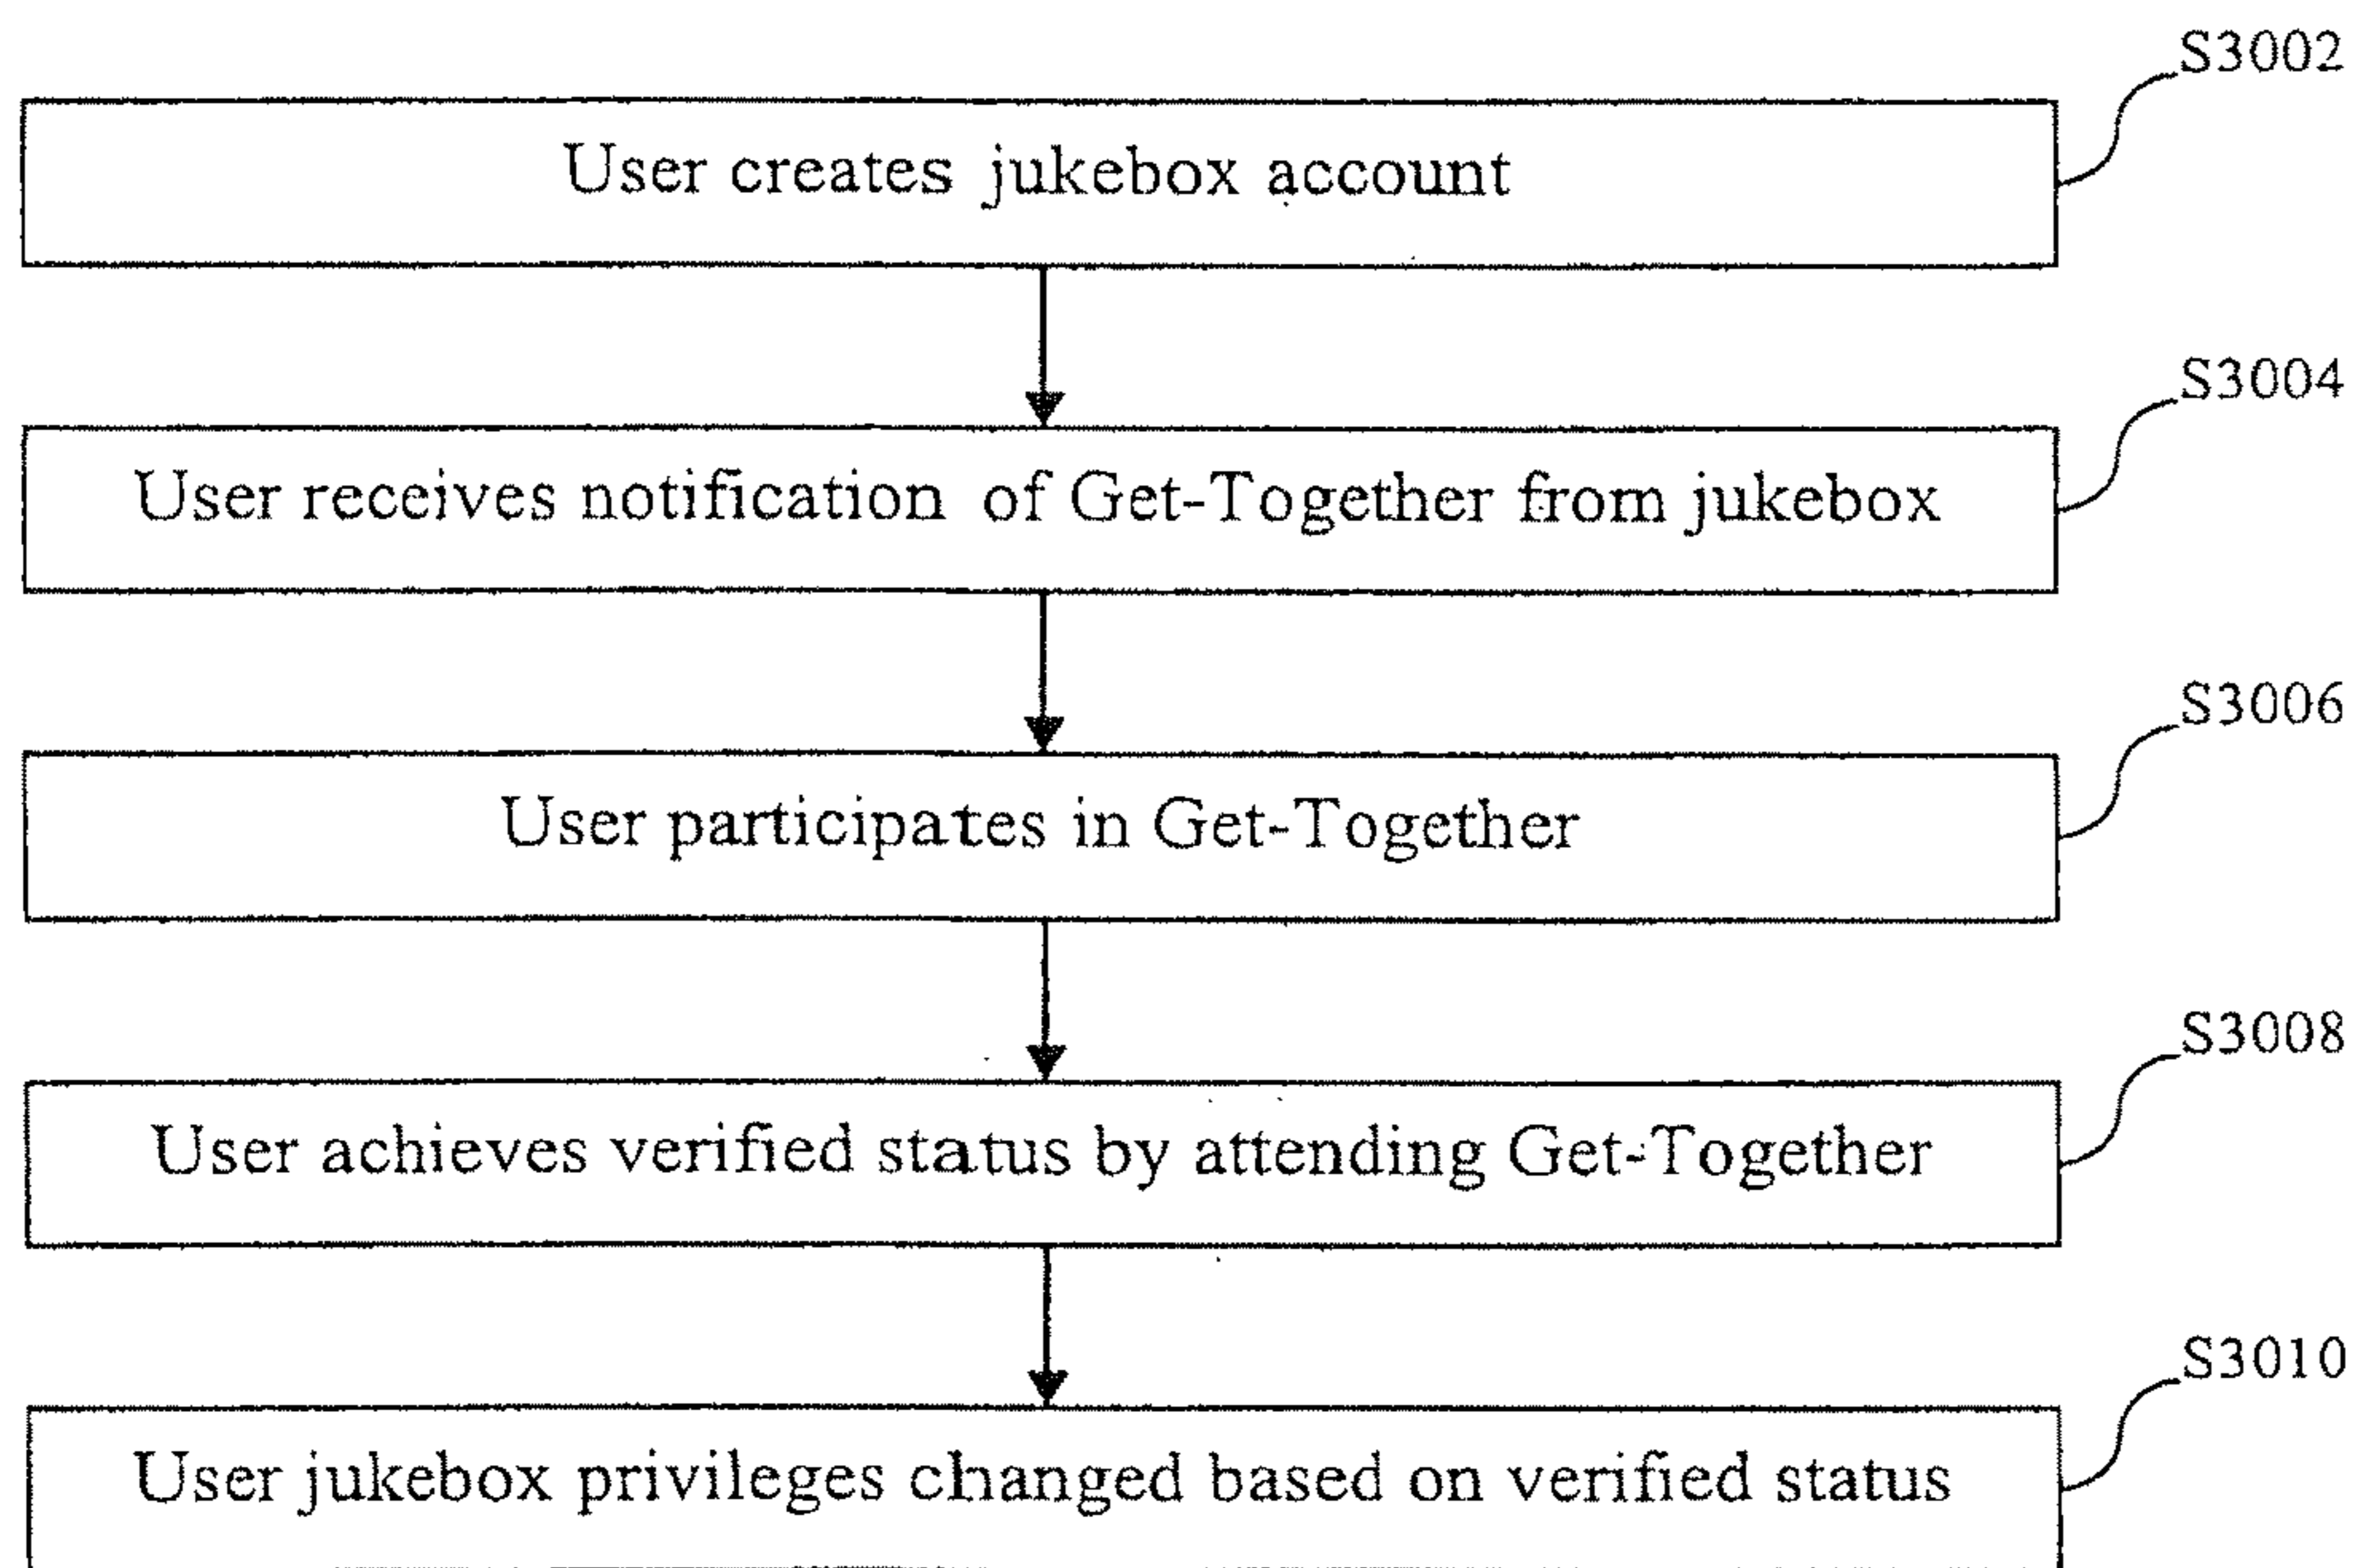 S3002
User creates jukebox account
S3004
User receives notification of Get-Together from jukebox
S3006
User participates in Get-Together
S3008
User achieves verified status by attending Get-Together
S3010
User jukebox privileges changed based on verified status